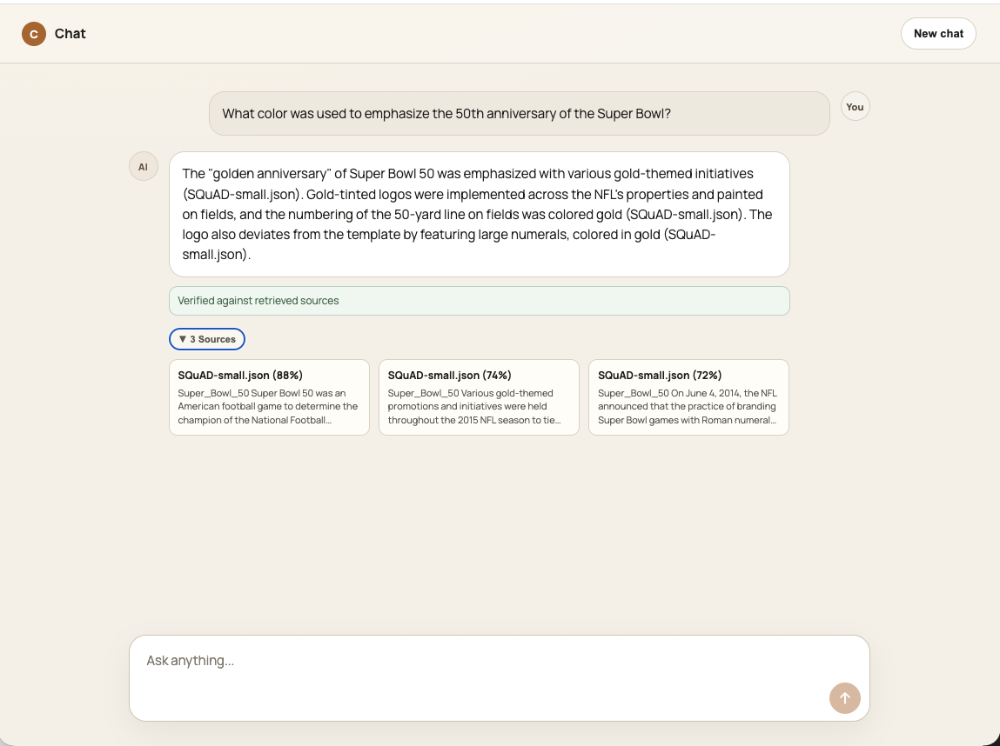 C Chat
New chat
What color was used to emphasize the 50th anniversary of the Super Bowl?
You
AI
The "golden anniversary" of Super Bowl 50 was emphasized with various gold-themed initiatives
(SQuAD-small.json). Gold-tinted logos were implemented across the NFL's properties and painted
on fields, and the numbering of the 50-yard line on fields was colored gold (SQuAD-small.json). The
logo also deviates from the template by featuring large numerals, colored in gold (SQuAD-
small.json).
Verified against retrieved sources
▼ 3 Sources
SQuAD-small.json (88%)
Super_Bowl_50 Super Bowl 50 was an
American football game to determine the
champion of the National Football...
SQuAD-small.json (74%)
Super_Bowl_50 Various gold-themed
promotions and initiatives were held
throughout the 2015 NFL season to tie...
SQuAD-small.json (72%)
Super_Bowl_50 On June 4, 2014, the NFL
announced that the practice of branding
Super Bowl games with Roman numeral...
Ask anything...